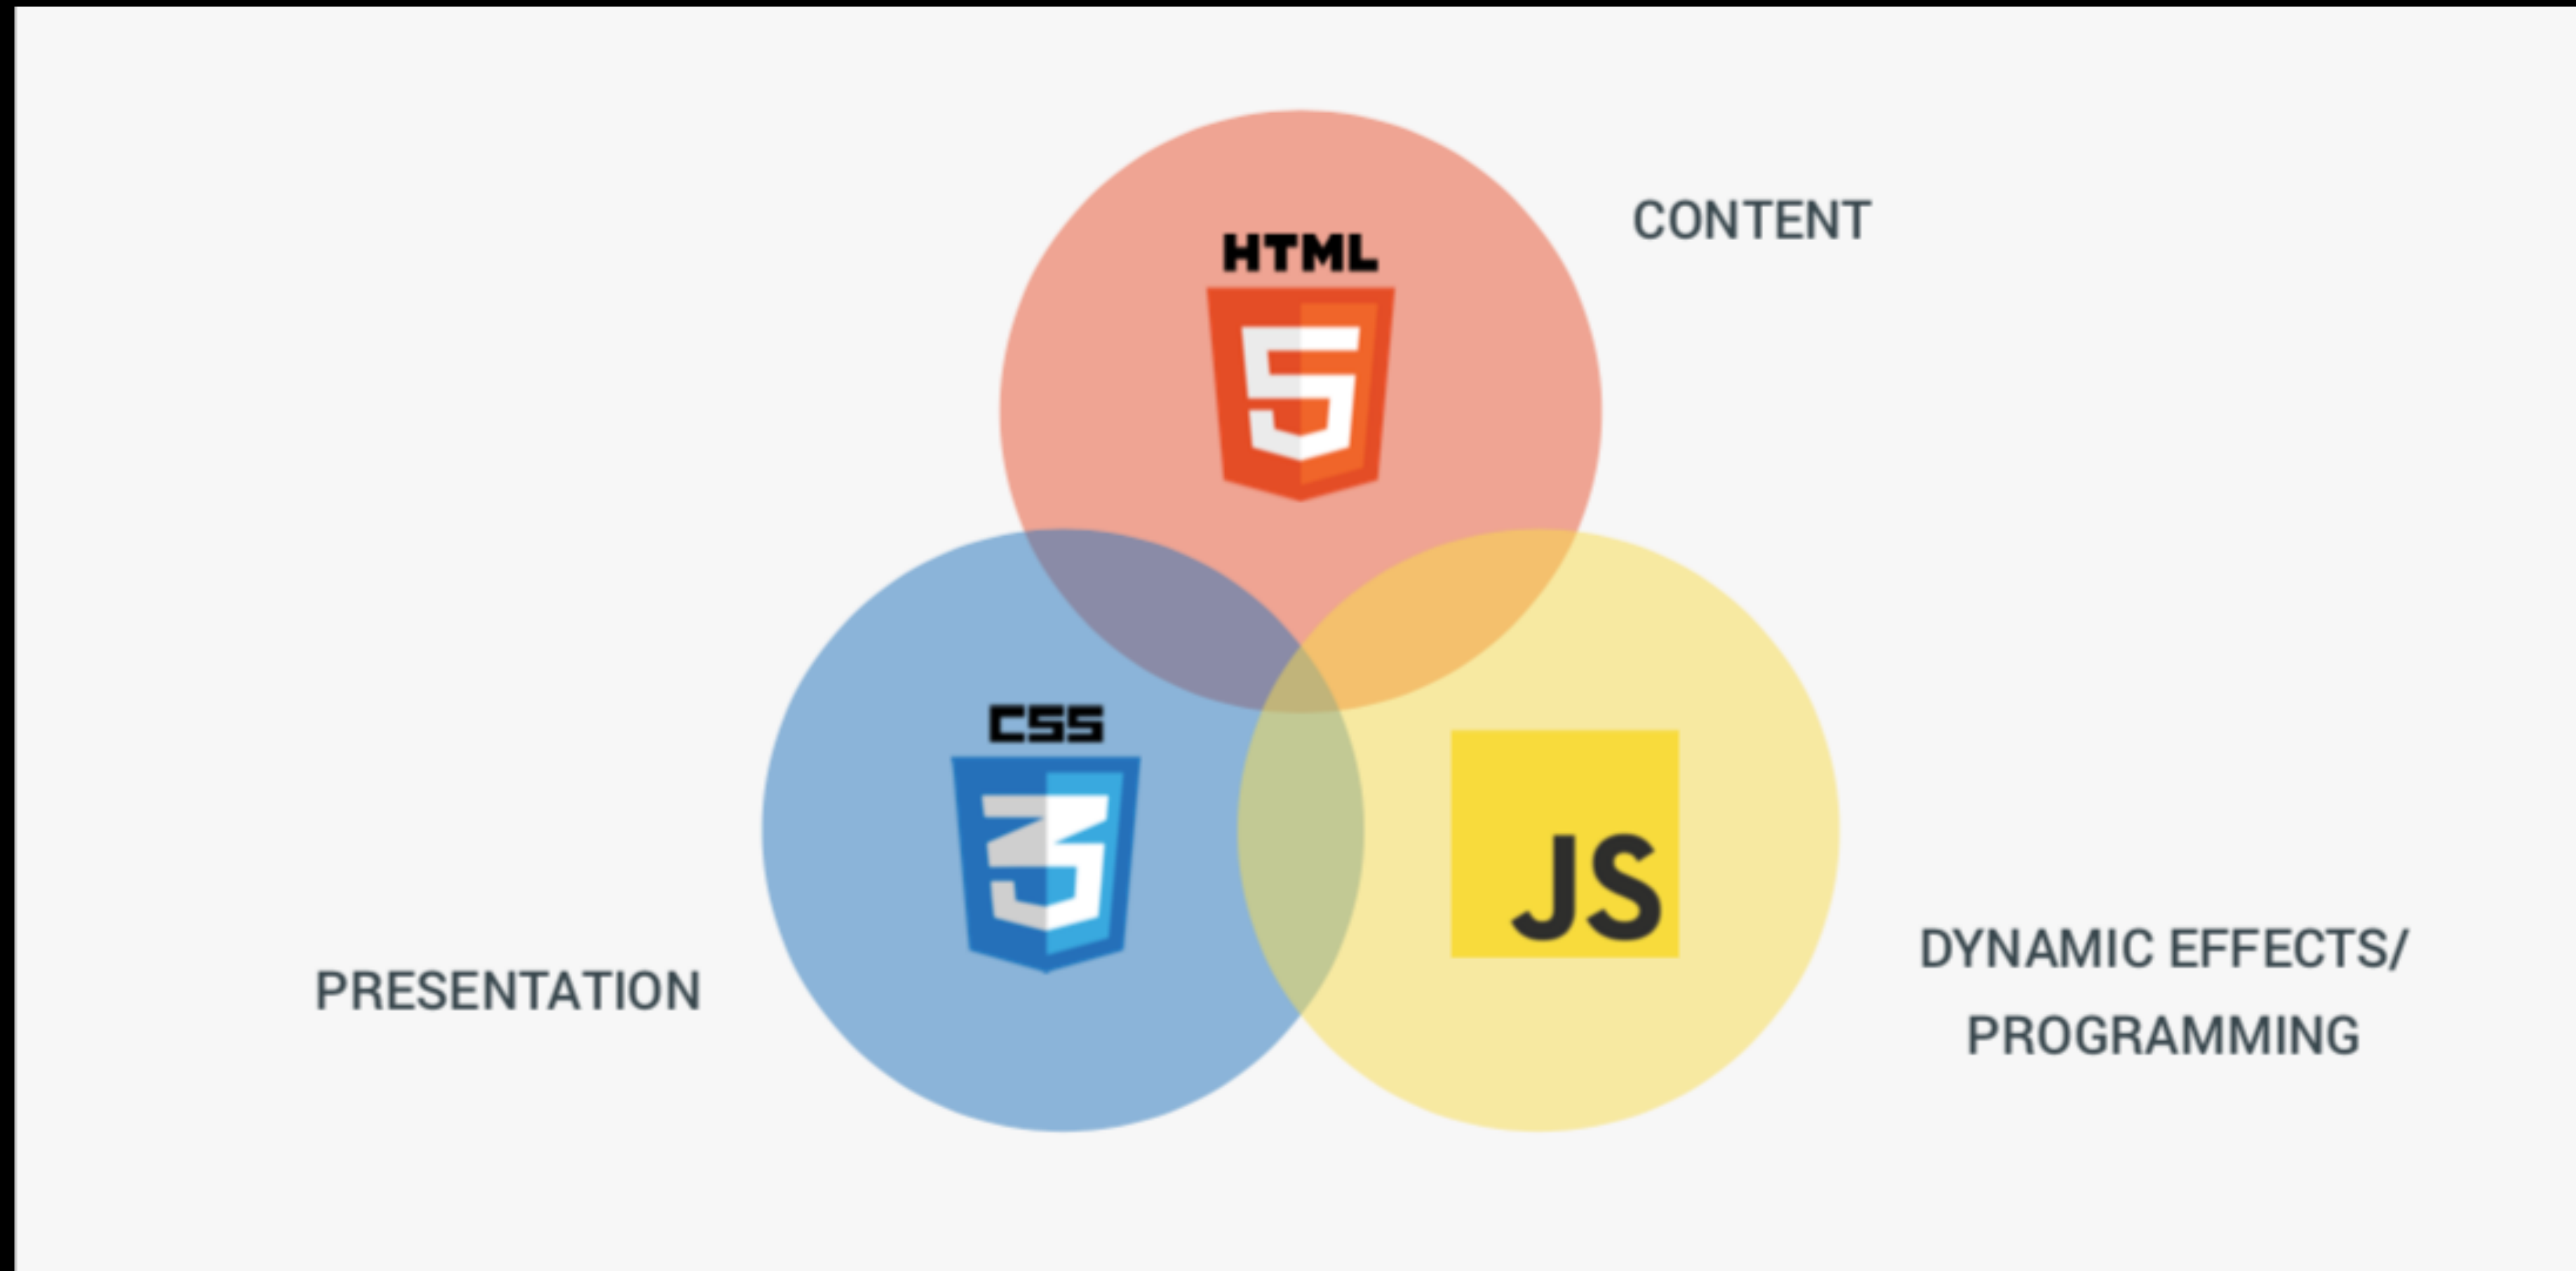 HTML
5
CONTENT
CSS
3
JS
PRESENTATION
DYNAMIC EFFECTS/
PROGRAMMING